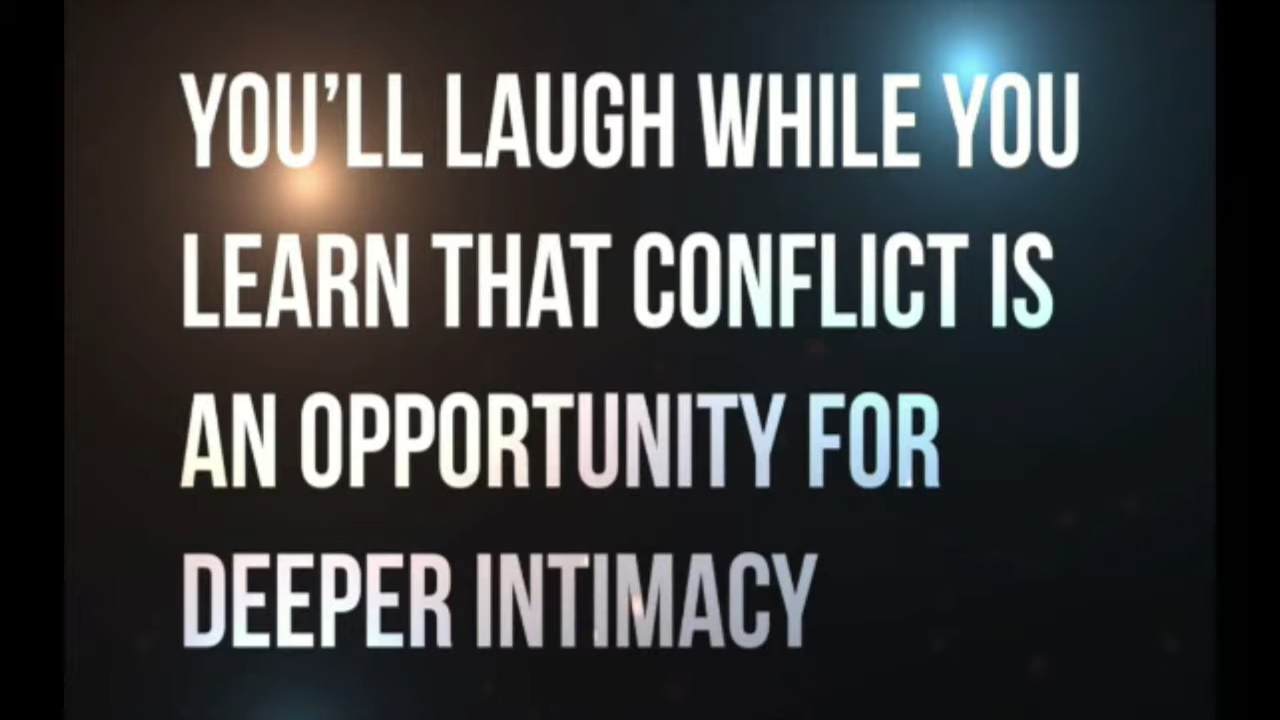 YOU’LL LAUGH WHILE YOU
LEARN THAT CONFLICT IS
AN OPPORTUNITY FOR
DEEPER INTIMACY